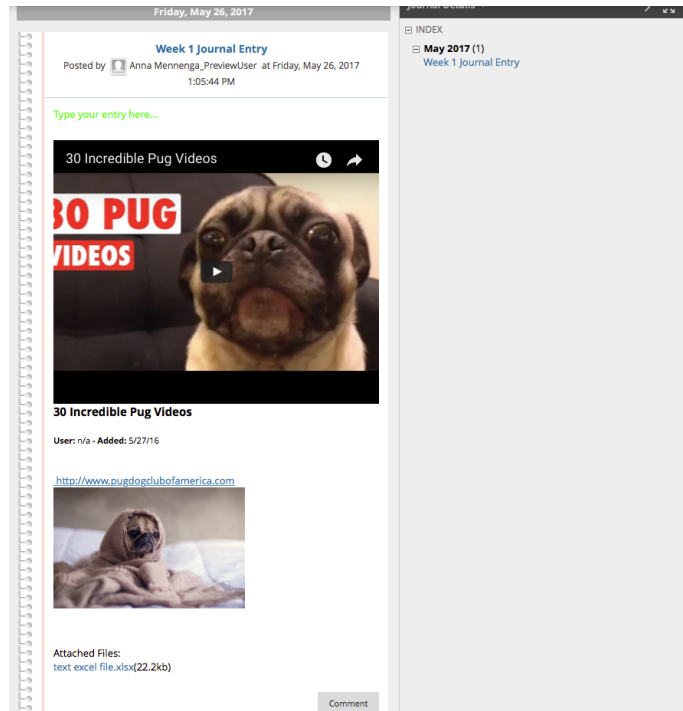 Friday, May 26, 2017
Journal Details
INDEX
May 2017 (1)
Week 1 Journal Entry
Week 1 Journal Entry
Posted by Anna Mennenga_PreviewUser at Friday, May 26, 2017
1:05:44 PM
Type your entry here...
30 Incredible Pug Videos
30 PUG
VIDEOS
30 Incredible Pug Videos
User: n/a - Added: 5/27/16
http://www.pugdogclubofamerica.com
Attached Files:
text excel file.xlsx(22.2kb)
Comment